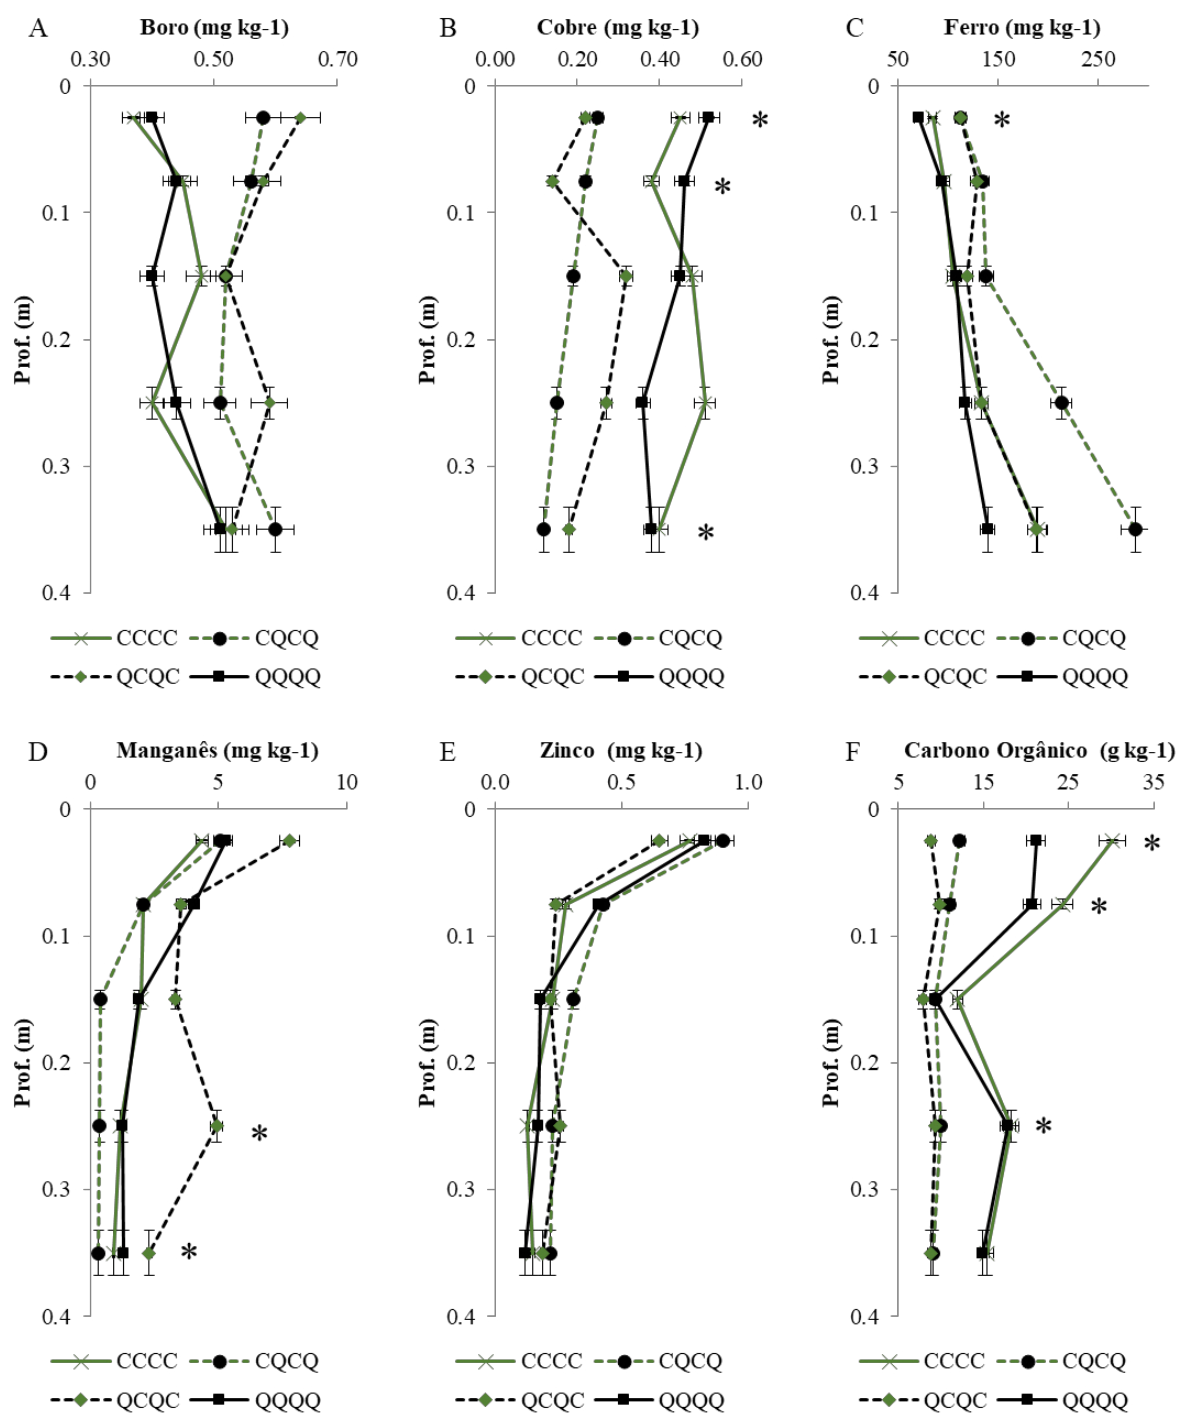 A Boro (mg kg-1)
0.30 0.50 0.70
0
0.1
0.2
0.3
0.4
Prof. (m)
CCCC CQCQ
QCQC QQQQ
B Cobre (mg kg-1)
0.00 0.20 0.40 0.60
0
0.1
0.2
0.3
0.4
Prof. (m)
*
*
*
CCCC CQCQ
QCQC QQQQ
C Ferro (mg kg-1)
50 150 250
0
0.1
0.2
0.3
0.4
Prof. (m)
*
CCCC CQCQ
QCQC QQQQ
D Manganês (mg kg-1)
0 5 10
0
0.1
0.2
0.3
0.4
Prof. (m)
*
*
CCCC CQCQ
QCQC QQQQ
E Zinco (mg kg-1)
0.0 0.5 1.0
0
0.1
0.2
0.3
0.4
Prof. (m)
CCCC CQCQ
QCQC QQQQ
F Carbono Orgânico (g kg-1)
5 15 25 35
0
0.1
0.2
0.3
0.4
Prof. (m)
*
*
*
CCCC CQCQ
QCQC QQQQ